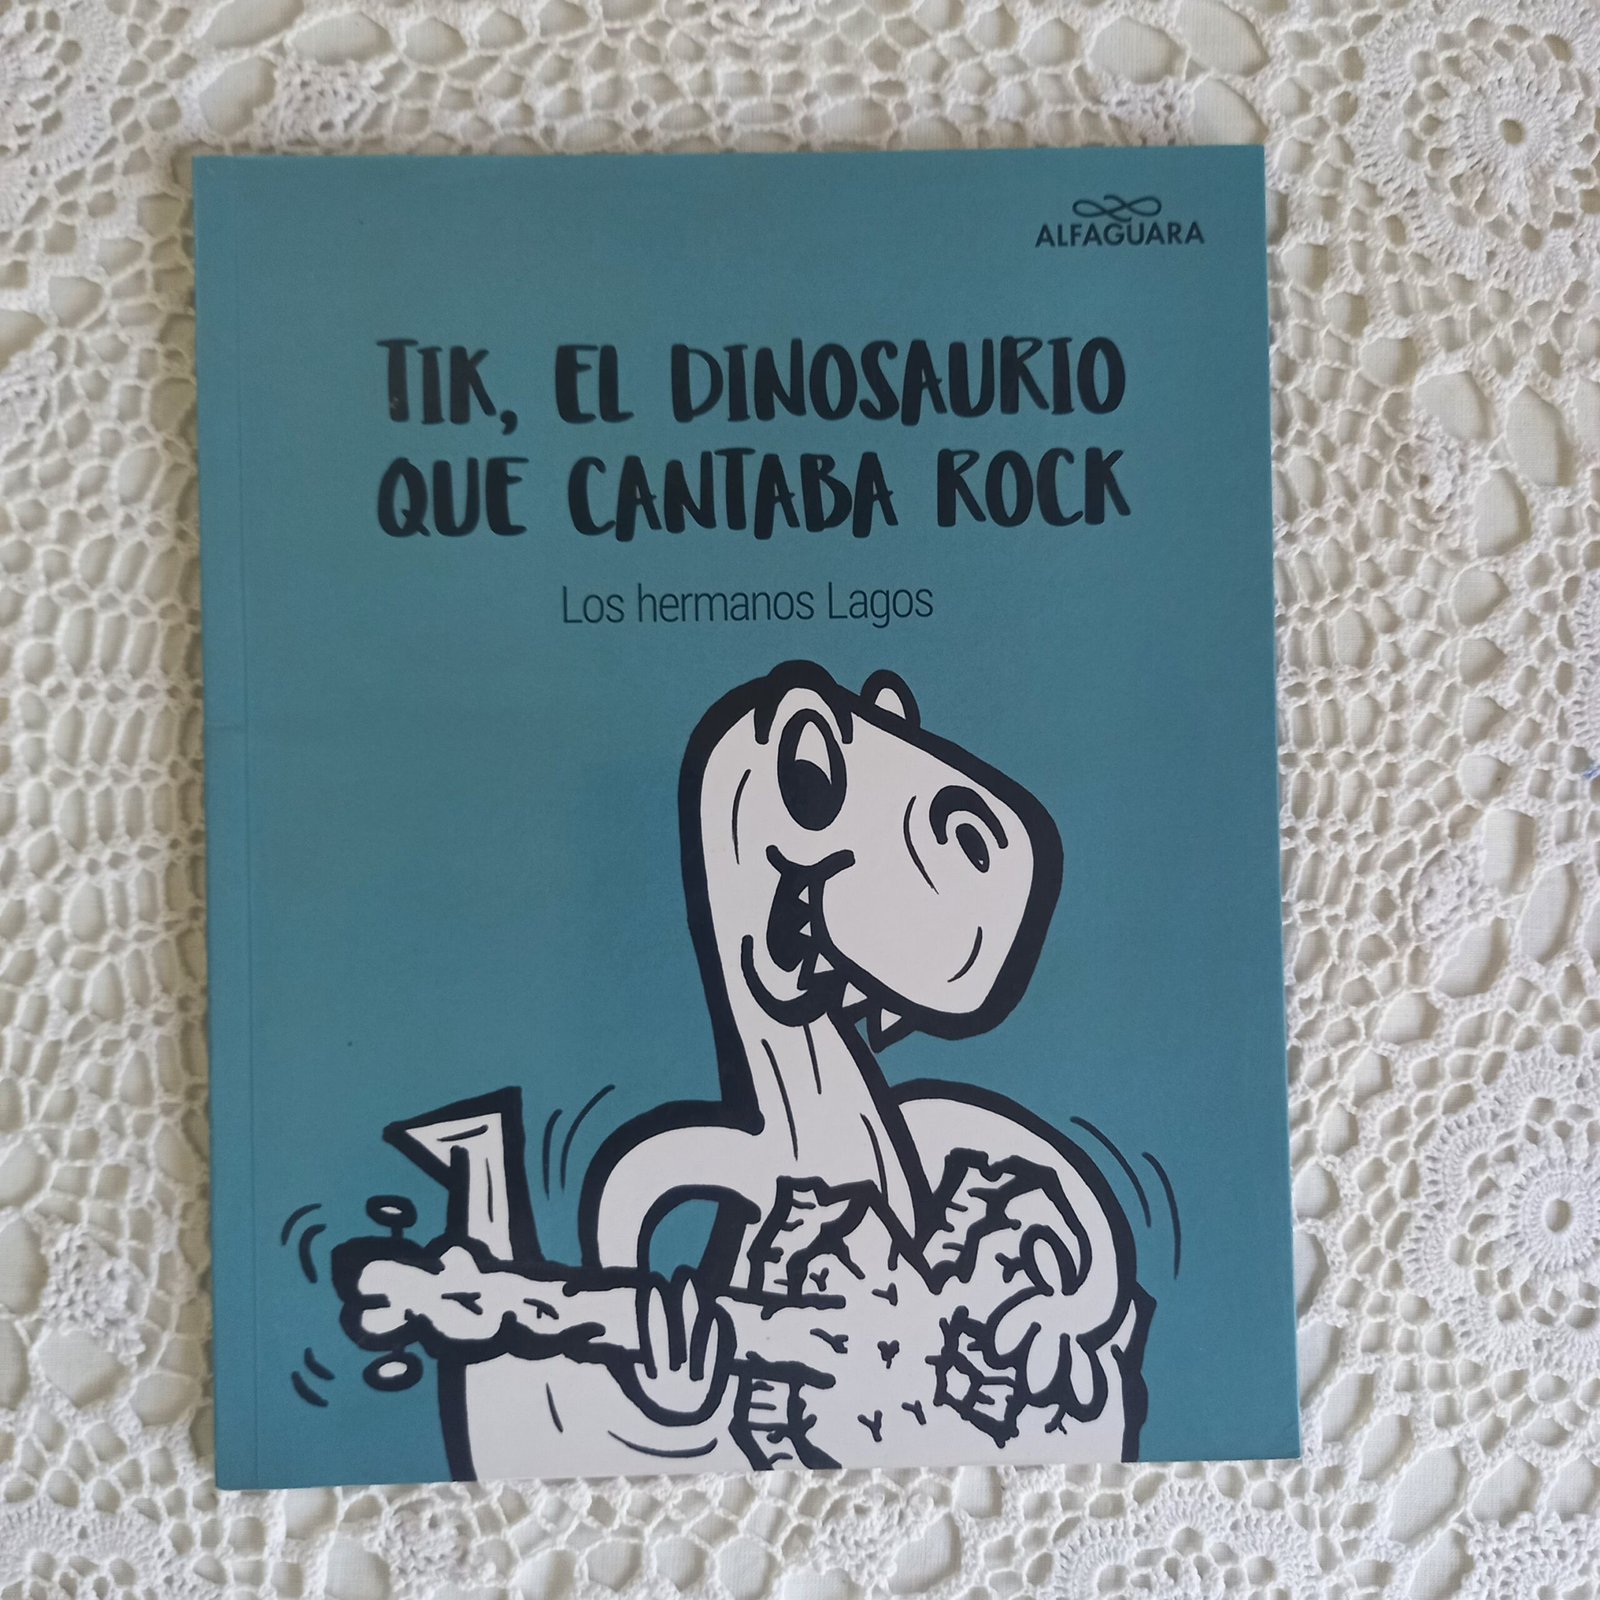 ALFAGUARA
TIK, EL DINOSAURIO
QUE CANTABA ROCK
Los hermanos Lagos